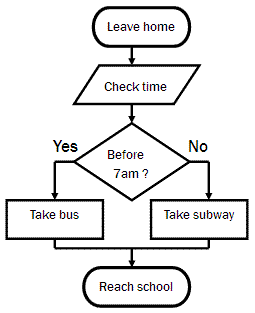 Leave home
Check time
Yes
No
Before
7am ?
Take bus
Take subway
Reach school